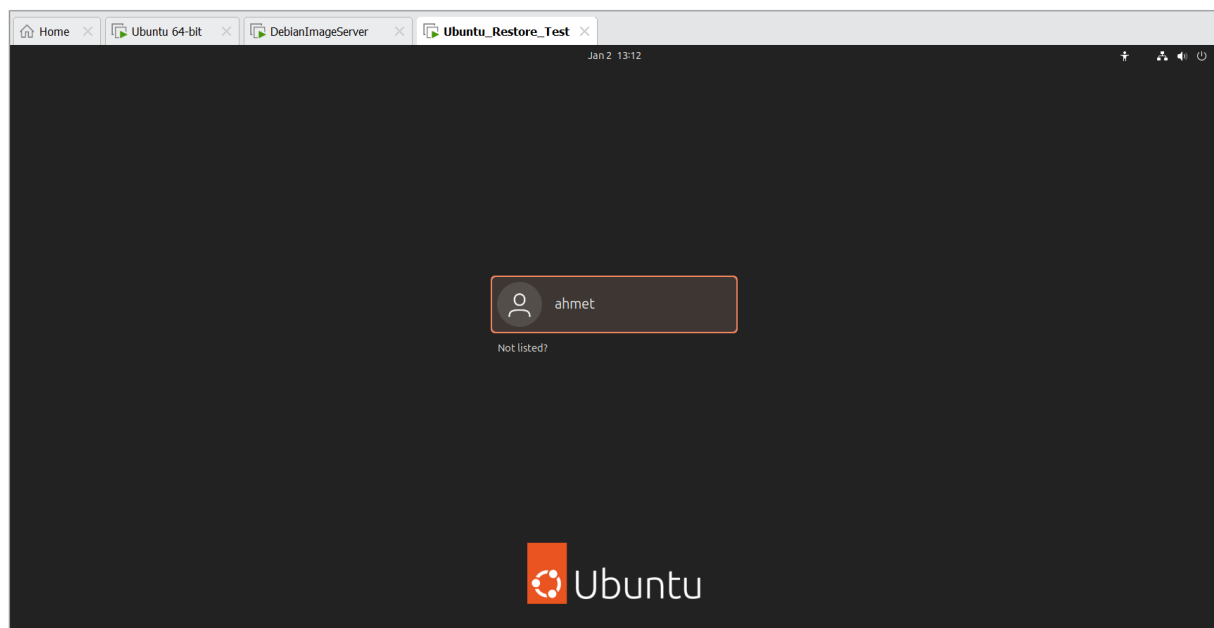 Home Ubuntu 64-bit DebianImageServer Ubuntu_Restore_Test
Jan 2 13:12
ahmet
Not listed?
Ubuntu